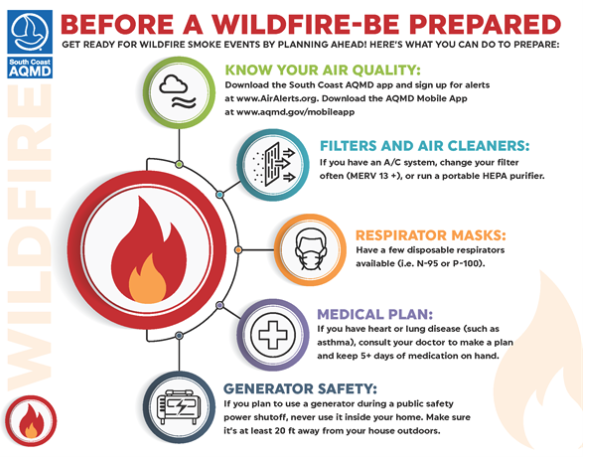 BEFORE A WILDFIRE-BE PREPARED
GET READY FOR WILDFIRE SMOKE EVENTS BY PLANNING AHEAD! HERE'S WHAT YOU CAN DO TO PREPARE:
South Coast
AQMD
WILDFIRE
KNOW YOUR AIR QUALITY:
Download the South Coast AQMD app and sign up for alerts
at www.AirAlerts.org. Download the AQMD Mobile App
at www.aqmd.gov/mobileapp
FILTERS AND AIR CLEANERS:
If you have an A/C system, change your filter
often (MERV 13 +), or run a portable HEPA purifier.
RESPIRATOR MASKS:
Have a few disposable respirators
available (i.e. N-95 or P-100).
MEDICAL PLAN:
If you have heart or lung disease (such as
asthma), consult your doctor to make a plan
and keep 5+ days of medication on hand.
GENERATOR SAFETY:
If you plan to use a generator during a public safety
power shutoff, never use it inside your home. Make sure
it's at least 20 ft away from your house outdoors.